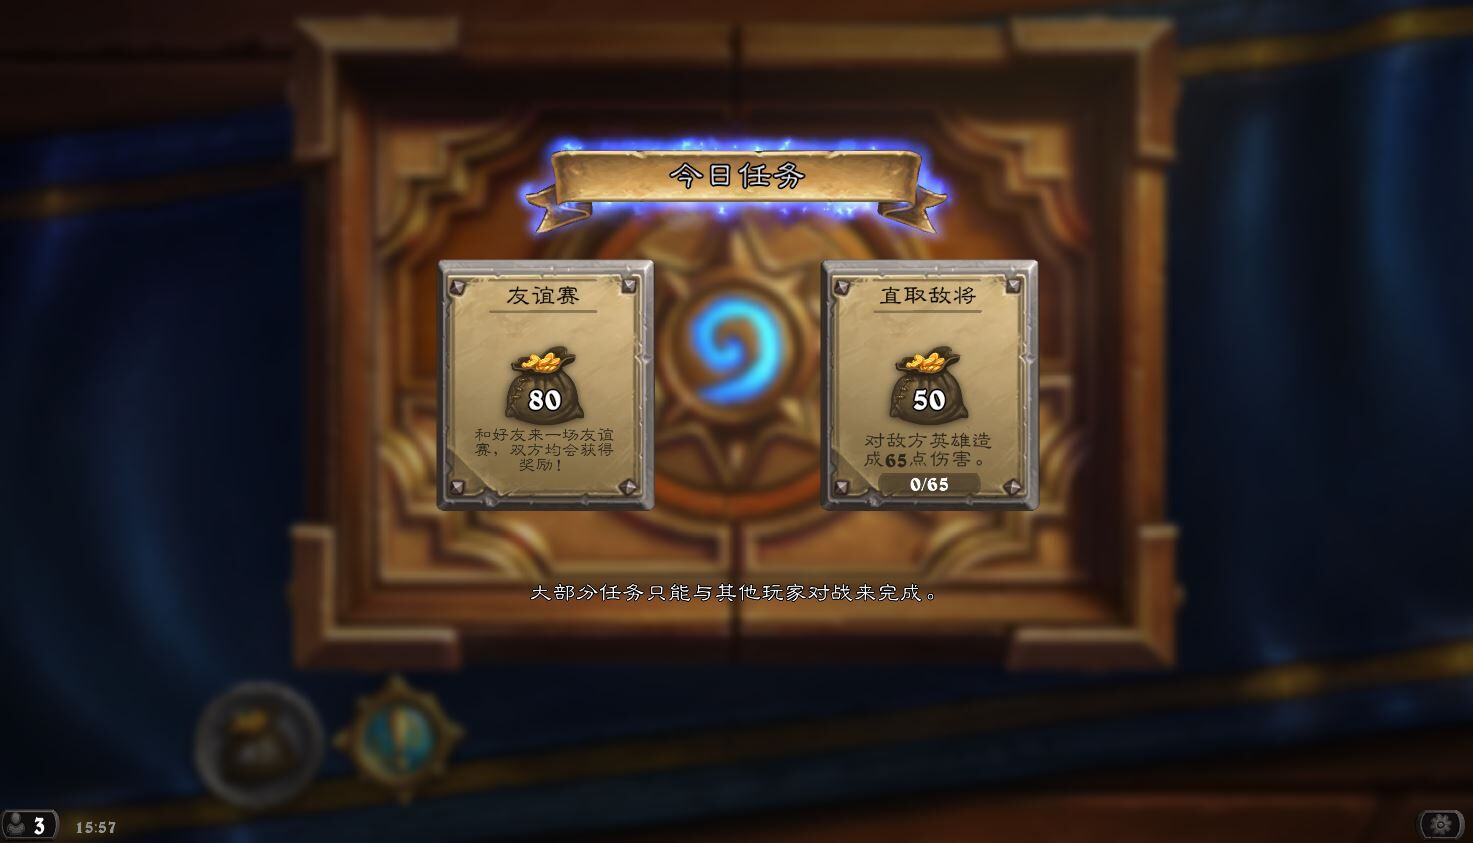 今日任务
友谊赛
80
和好友来一场友谊
赛，双方均会获得
奖励！
直取敌将
50
对敌方英雄造
成65点伤害。
0/65
大部分任务只能与其他玩家对战来完成。
3
15:57